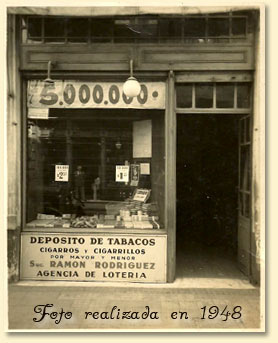 5.000.000.
DEPOSITO DE TABACOS
CIGARROS Y CIGARRILLOS
POR MAYOR Y MENOR
Suc. RAMON RODRIGUEZ
AGENCIA DE LOTERIA
Foto realizada en 1948